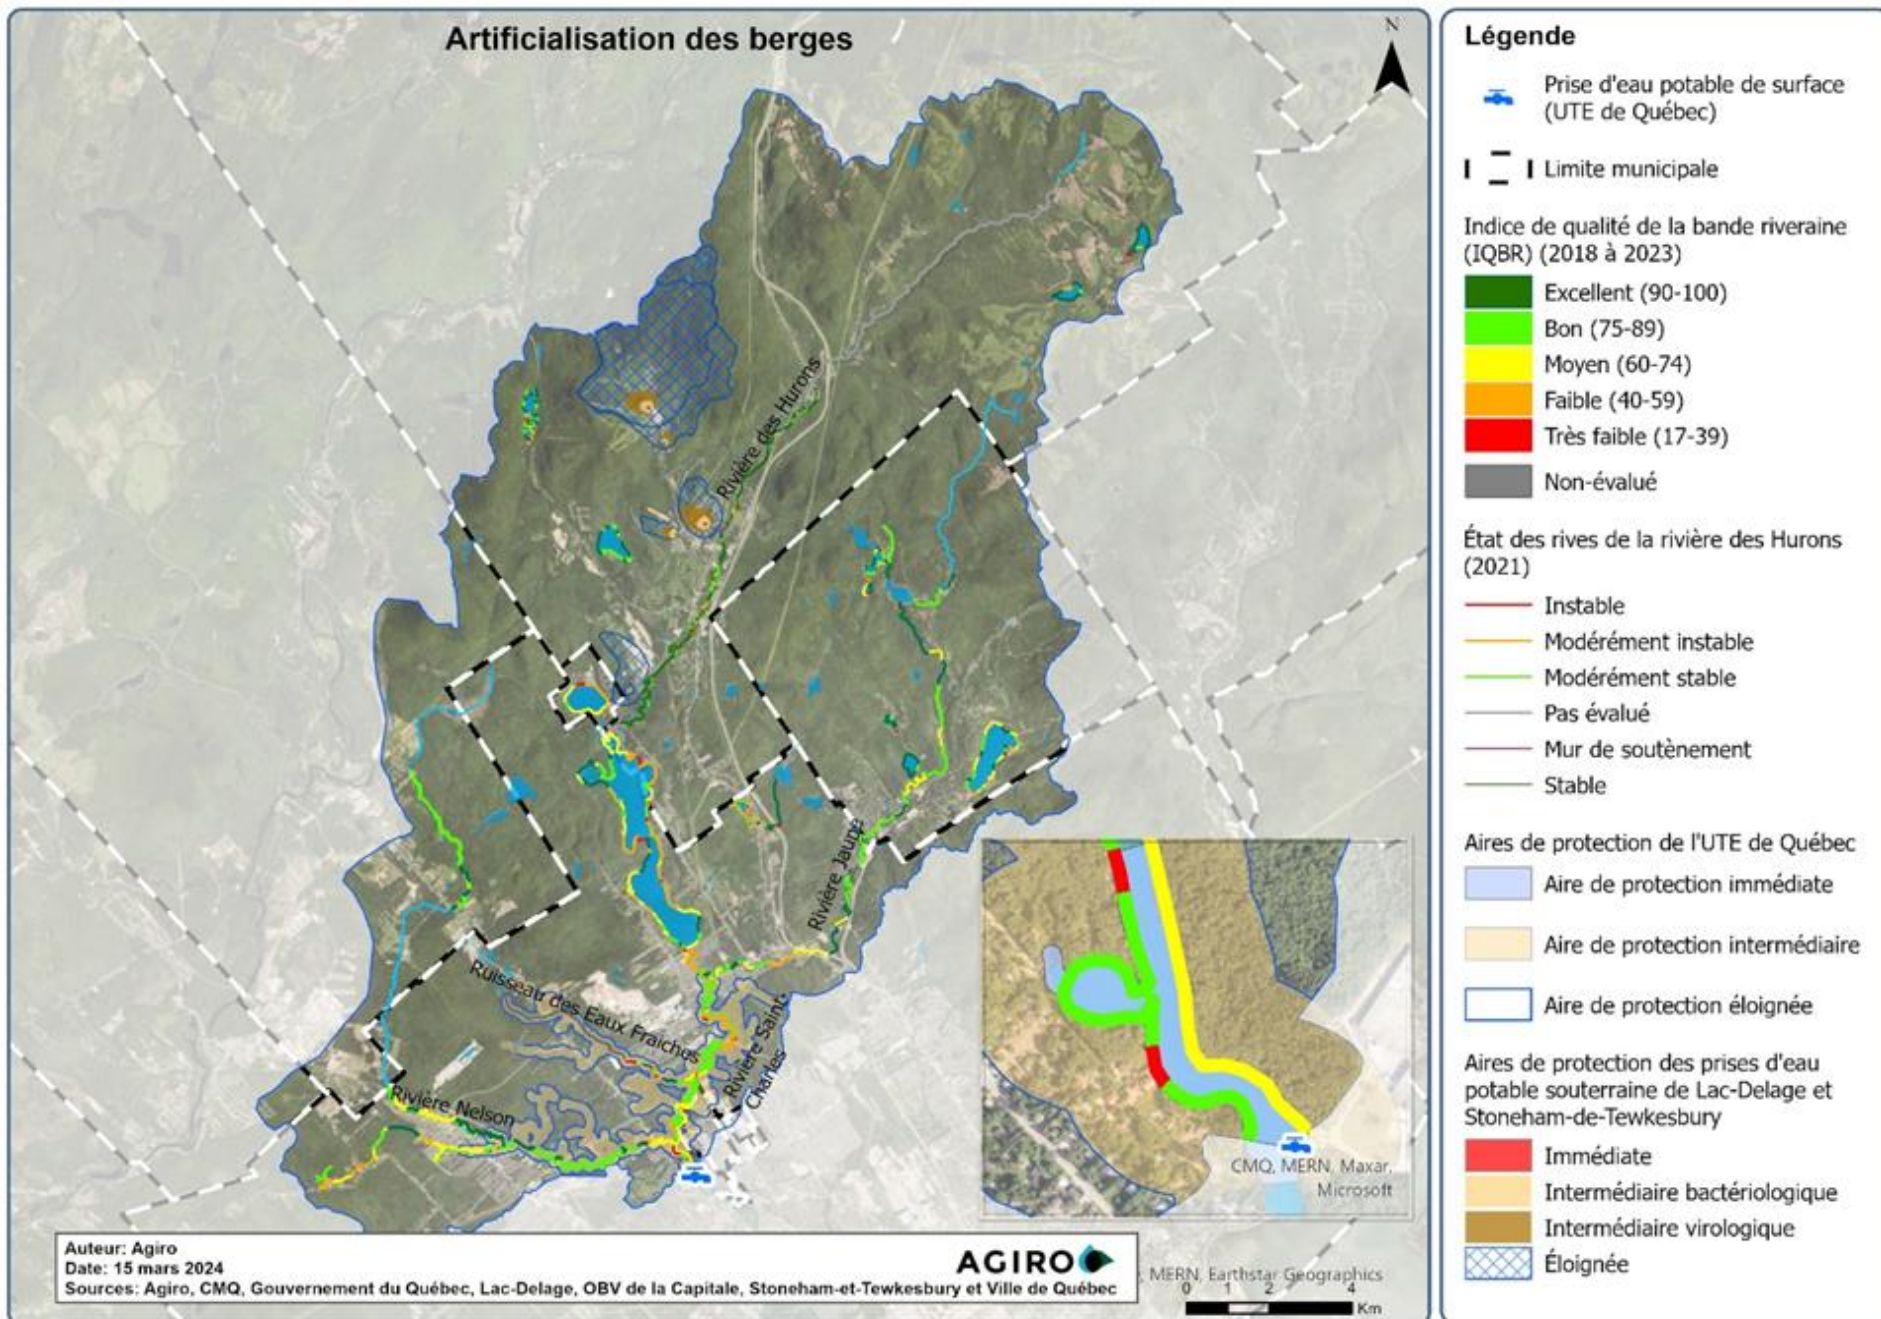 Artificialisation des berges
N
Rivière des Hurons
Rivière Jaune
Ruisseau des Eaux Fraiches
Rivière Saint-
Charles
Rivière Nelson
CMQ, MERN, Maxar,
Microsoft
Auteur: Agiro
Date: 15 mars 2024
Sources: Agiro, CMQ, Gouvernement du Québec, Lac-Delage, OBV de la Capitale, Stoneham-et-Tewkesbury et Ville de Québec
AGIRO
, MERN, Earthstar Geographics
0 1 2 4
Km
Légende
Prise d'eau potable de surface
(UTE de Québec)
Limite municipale
Indice de qualité de la bande riveraine
(IQBR) (2018 à 2023)
Excellent (90-100)
Bon (75-89)
Moyen (60-74)
Faible (40-59)
Très faible (17-39)
Non-évalué
État des rives de la rivière des Hurons
(2021)
Instable
Modérément instable
Modérément stable
Pas évalué
Mur de soutènement
Stable
Aires de protection de l'UTE de Québec
Aire de protection immédiate
Aire de protection intermédiaire
Aire de protection éloignée
Aires de protection des prises d'eau
potable souterraine de Lac-Delage et
Stoneham-de-Tewkesbury
Immédiate
Intermédiaire bactériologique
Intermédiaire virologique
Éloignée